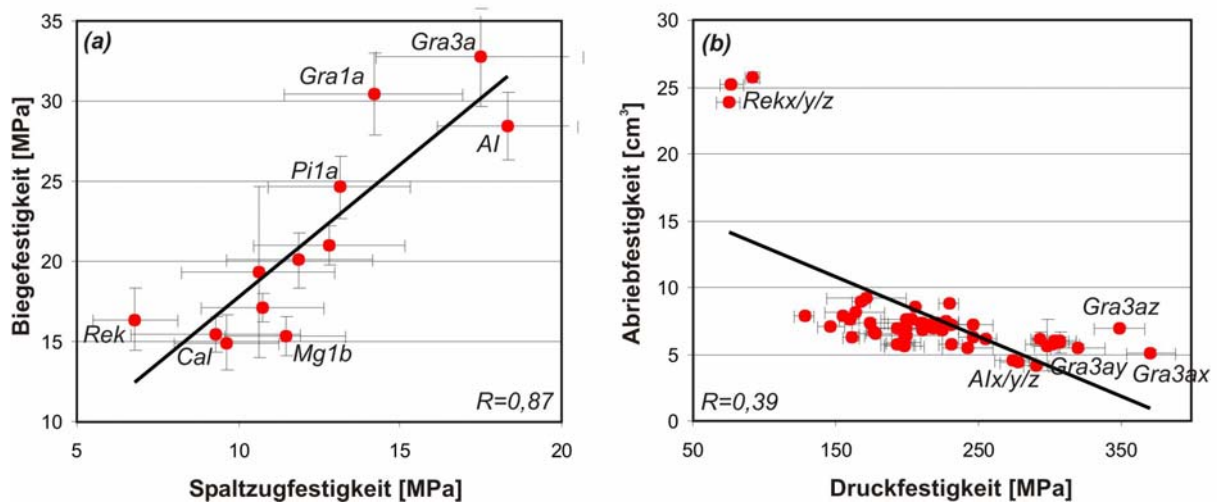 (a)
Biegefestigkeit [MPa]
35
30
25
20
15
10
Gra3a
Gra1a
Al
Pi1a
Rek
Cal
Mg1b
R=0,87
5 10 15 20
Spaltzugfestigkeit [MPa]
(b)
Abriebfestigkeit [cm³]
30
25
20
15
10
5
0
Rekx/y/z
Gra3az
Gra3ay
Gra3ax
Alx/y/z
R=0,39
50 150 250 350
Druckfestigkeit [MPa]